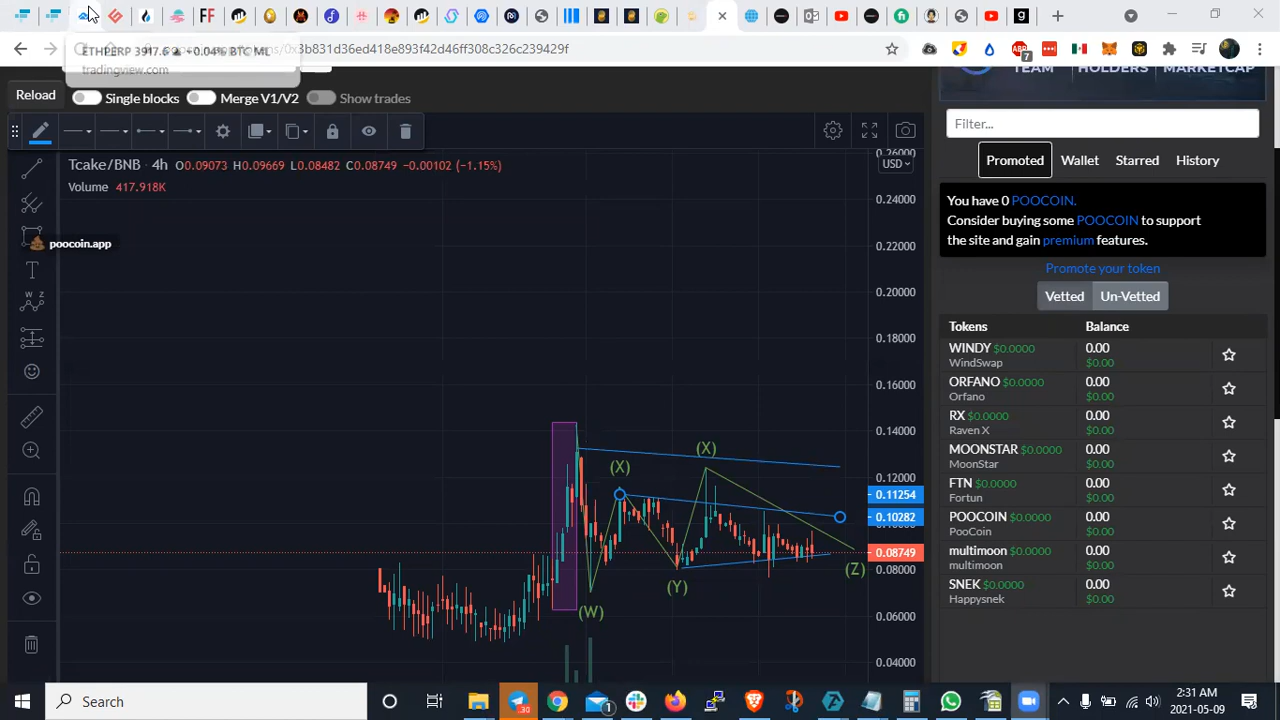 ETHPERP 3917.6 ▲ +0.04% BTC ML
tradingview.com
0x3b831d36ed418e893f42d6864f326c326c239429f
7
Reload
Single blocks
Merge V1/V2
Show trades
TEAM
HOLDERS
MARKETCAP
Tcake/BNB · 4h O0.09073 H0.09669 L0.08482 C0.08749 −0.00102 (−1.15%)
Volume 417.918K
USD
poocoin.app
T
W Z
0.26000
0.24000
0.22000
0.20000
0.18000
0.16000
0.14000
0.12000
0.11254
0.10282
0.08749
0.08000
0.06000
0.04000
(X)
(X)
(Y)
(W)
(Z)
Filter...
Promoted
Wallet
Starred
History
You have 0 POOCOIN.
Consider buying some POOCOIN to support
the site and gain premium features.
Promote your token
Vetted
Un-Vetted
Tokens
Balance
WINDY $0.0000
0.00
WindSwap
$0.00
ORFANO $0.0000
0.00
Orfano
$0.00
RX $0.0000
0.00
Raven X
$0.00
MOONSTAR $0.0000
0.00
MoonStar
$0.00
FTN $0.0000
0.00
Fortun
$0.00
POOCOIN $0.0000
0.00
PooCoin
$0.00
multimoon $0.0000
0.00
multimoon
$0.00
SNEK $0.0000
0.00
Happysnek
$0.00
Search
30
1
2:31 AM
2021-05-09